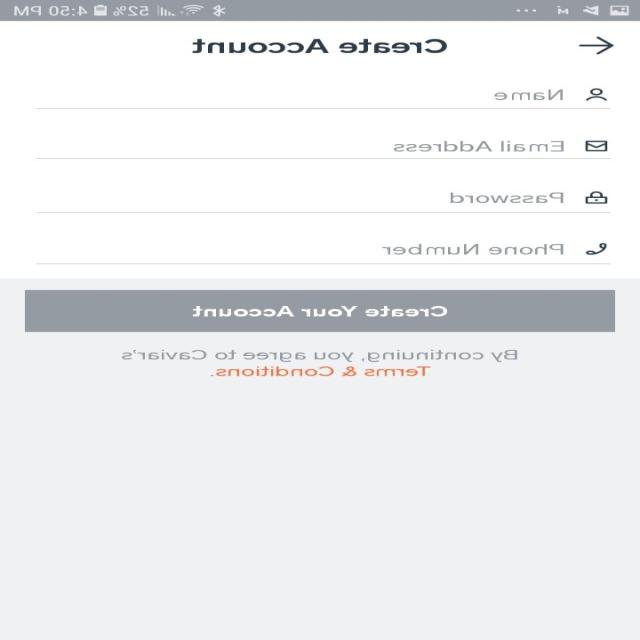 52% 4:50 PM
Create Account
Name
Email Address
Password
Phone Number
Create Your Account
By continuing, you agree to Caviar's
Terms & Conditions.